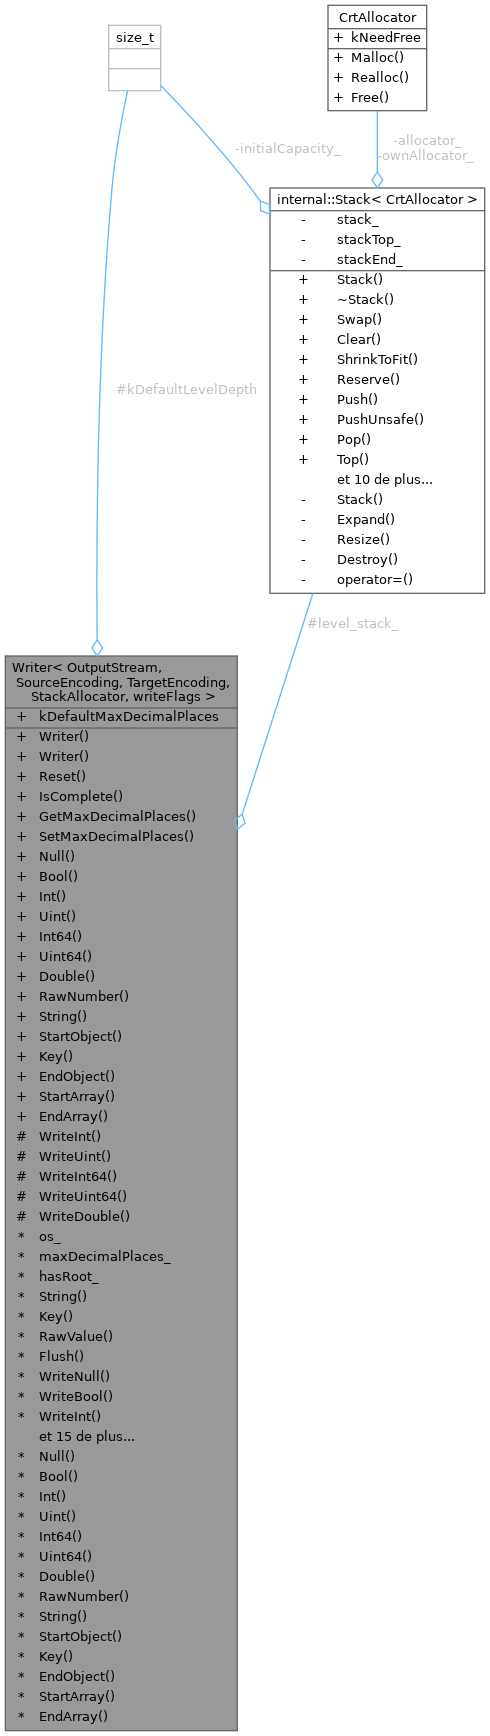 size_t
CrtAllocator
+ kNeedFree
+ Malloc()
+ Realloc()
+ Free()
-initialCapacity_
-allocator_
-ownAllocator_
internal::Stack< CrtAllocator >
- stack_
- stackTop_
- stackEnd_
+ Stack()
+ ~Stack()
+ Swap()
+ Clear()
+ ShrinkToFit()
+ Reserve()
+ Push()
+ PushUnsafe()
+ Pop()
+ Top()
et 10 de plus...
- Stack()
- Expand()
- Resize()
- Destroy()
- operator=()
#kDefaultLevelDepth
#level_stack_
Writer< OutputStream,
SourceEncoding, TargetEncoding,
StackAllocator, writeFlags >
+ kDefaultMaxDecimalPlaces
+ Writer()
+ Writer()
+ Reset()
+ IsComplete()
+ GetMaxDecimalPlaces()
+ SetMaxDecimalPlaces()
+ Null()
+ Bool()
+ Int()
+ Uint()
+ Int64()
+ Uint64()
+ Double()
+ RawNumber()
+ String()
+ StartObject()
+ Key()
+ EndObject()
+ StartArray()
+ EndArray()
# WriteInt()
# WriteUint()
# WriteInt64()
# WriteUint64()
# WriteDouble()
* os_
* maxDecimalPlaces_
* hasRoot_
* String()
* Key()
* RawValue()
* Flush()
* WriteNull()
* WriteBool()
* WriteInt()
et 15 de plus...
* Null()
* Bool()
* Int()
* Uint()
* Int64()
* Uint64()
* Double()
* RawNumber()
* String()
* StartObject()
* Key()
* EndObject()
* StartArray()
* EndArray()